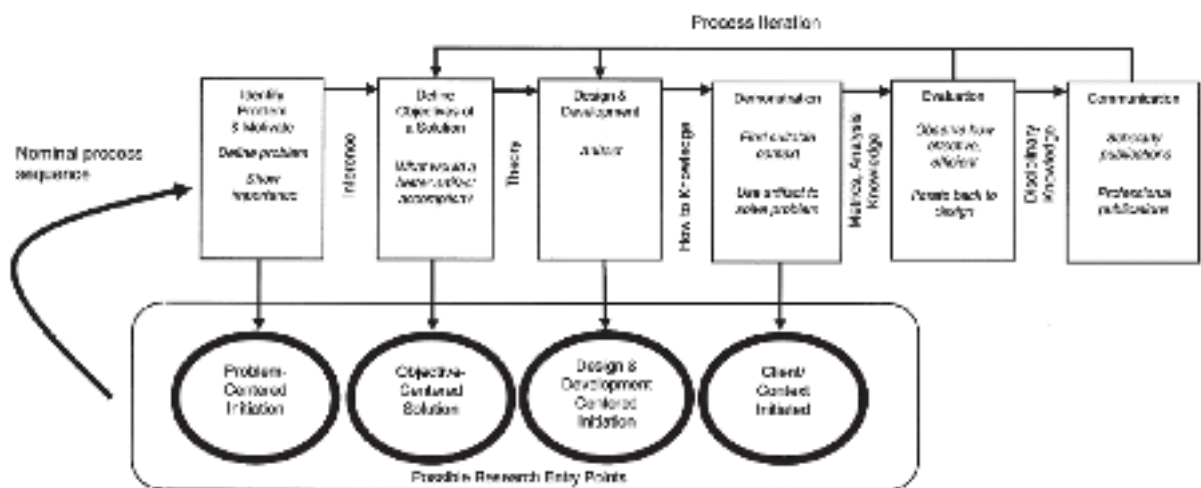 Process Iteration
Nominal process
sequence
Identify
Problem
& Motivate
Define problem
Show
importance
Inference
Define
Objectives of
a Solution
What would a
better artifact
accomplish?
Theory
Design &
Development
Artifact
How to Knowledge
Demonstration
Find suitable
context
Use artifact to
solve problem
Metrics, Analysis
Knowledge
Evaluation
Observe how
effective,
efficient
Iterate back to
design
Disciplinary
Knowledge
Communication
Scholarly
publications
Professional
publications
Problem-
Centered
Initiation
Objective-
Centered
Solution
Design &
Development
Centered
Initiation
Client/
Context
Initiated
Possible Research Entry Points